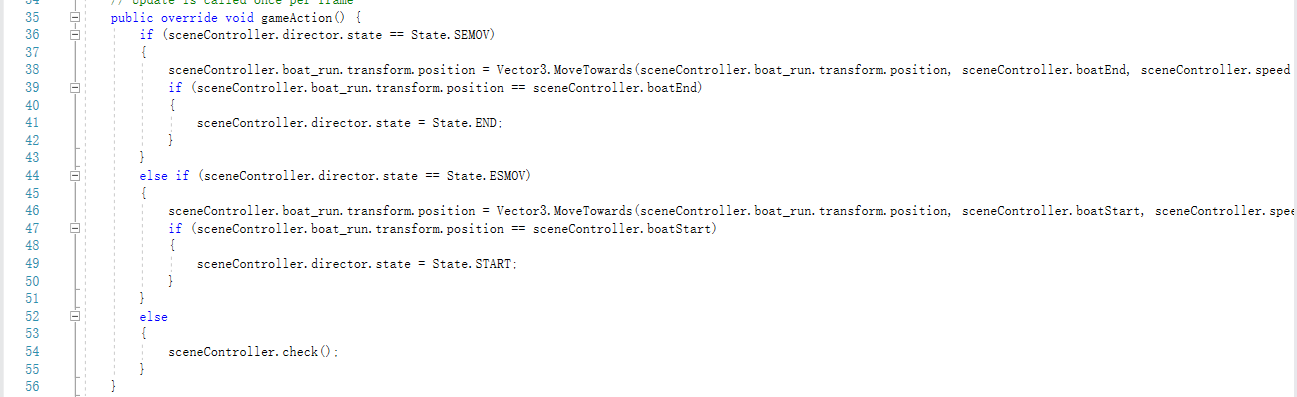 34 // Update is called once per frame
35 public override void gameAction() {
36 if (sceneController.director.state == State.SEMOV)
37 {
38 sceneController.boat_run.transform.position = Vector3.MoveTowards(sceneController.boat_run.transform.position, sceneController.boatEnd, sceneController.speed
39 if (sceneController.boat_run.transform.position == sceneController.boatEnd)
40 {
41 sceneController.director.state = State.END;
42 }
43 }
44 else if (sceneController.director.state == State.ESMOV)
45 {
46 sceneController.boat_run.transform.position = Vector3.MoveTowards(sceneController.boat_run.transform.position, sceneController.boatStart, sceneController.spee
47 if (sceneController.boat_run.transform.position == sceneController.boatStart)
48 {
49 sceneController.director.state = State.START;
50 }
51 }
52 else
53 {
54 sceneController.check();
55 }
56 }